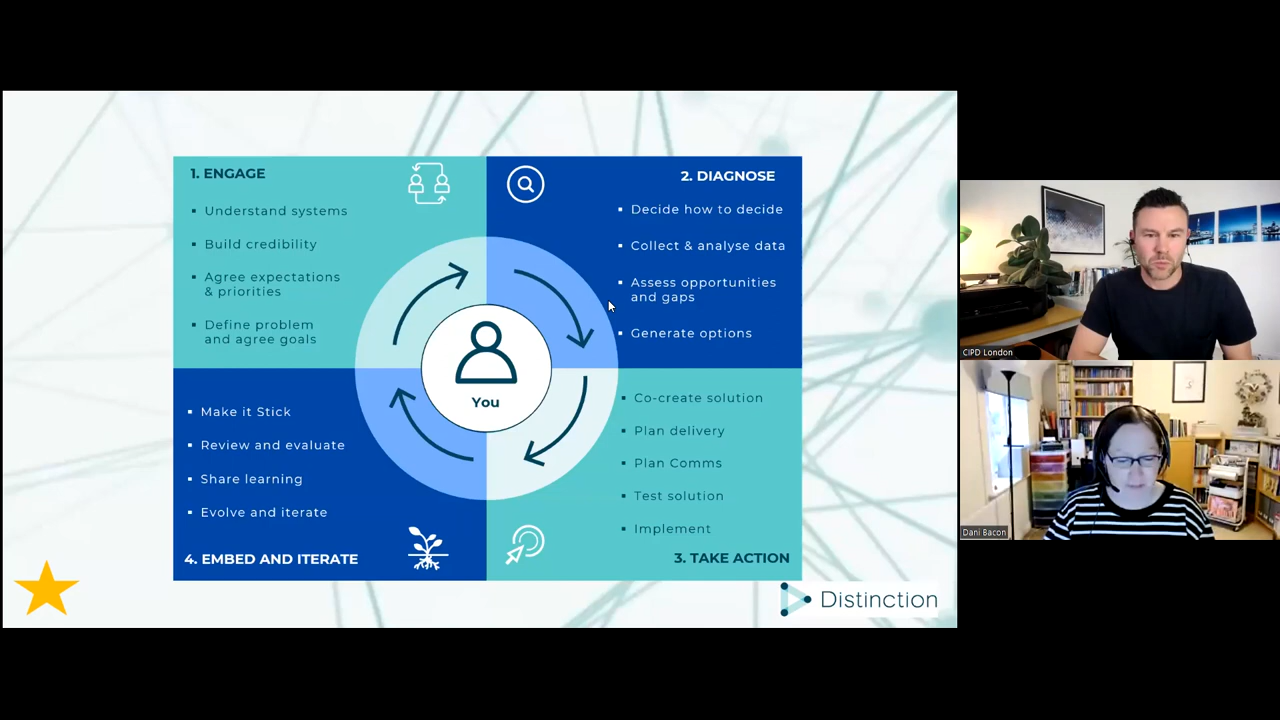 1. ENGAGE
Understand systems
Build credibility
Agree expectations
& priorities
Define problem
and agree goals
2. DIAGNOSE
Decide how to decide
Collect & analyse data
Assess opportunities
and gaps
Generate options
You
Co-create solution
Plan delivery
Plan Comms
Test solution
Implement
3. TAKE ACTION
Make it Stick
Review and evaluate
Share learning
Evolve and iterate
4. EMBED AND ITERATE
Distinction
CIPD London
Dani Bacon